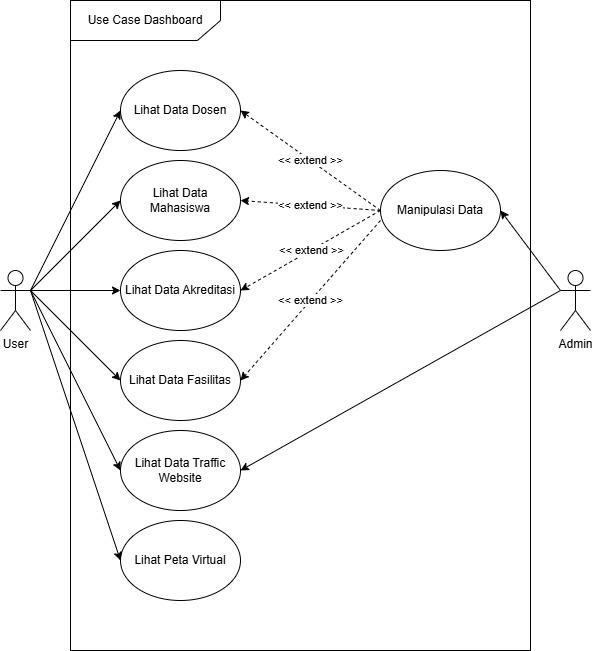 Use Case Dashboard
Lihat Data Dosen
<< extend >>
Lihat Data
Mahasiswa
<< extend >>
Manipulasi Data
<< extend >>
Lihat Data Akreditasi
<< extend >>
User
Admin
Lihat Data Fasilitas
Lihat Data Traffic
Website
Lihat Peta Virtual